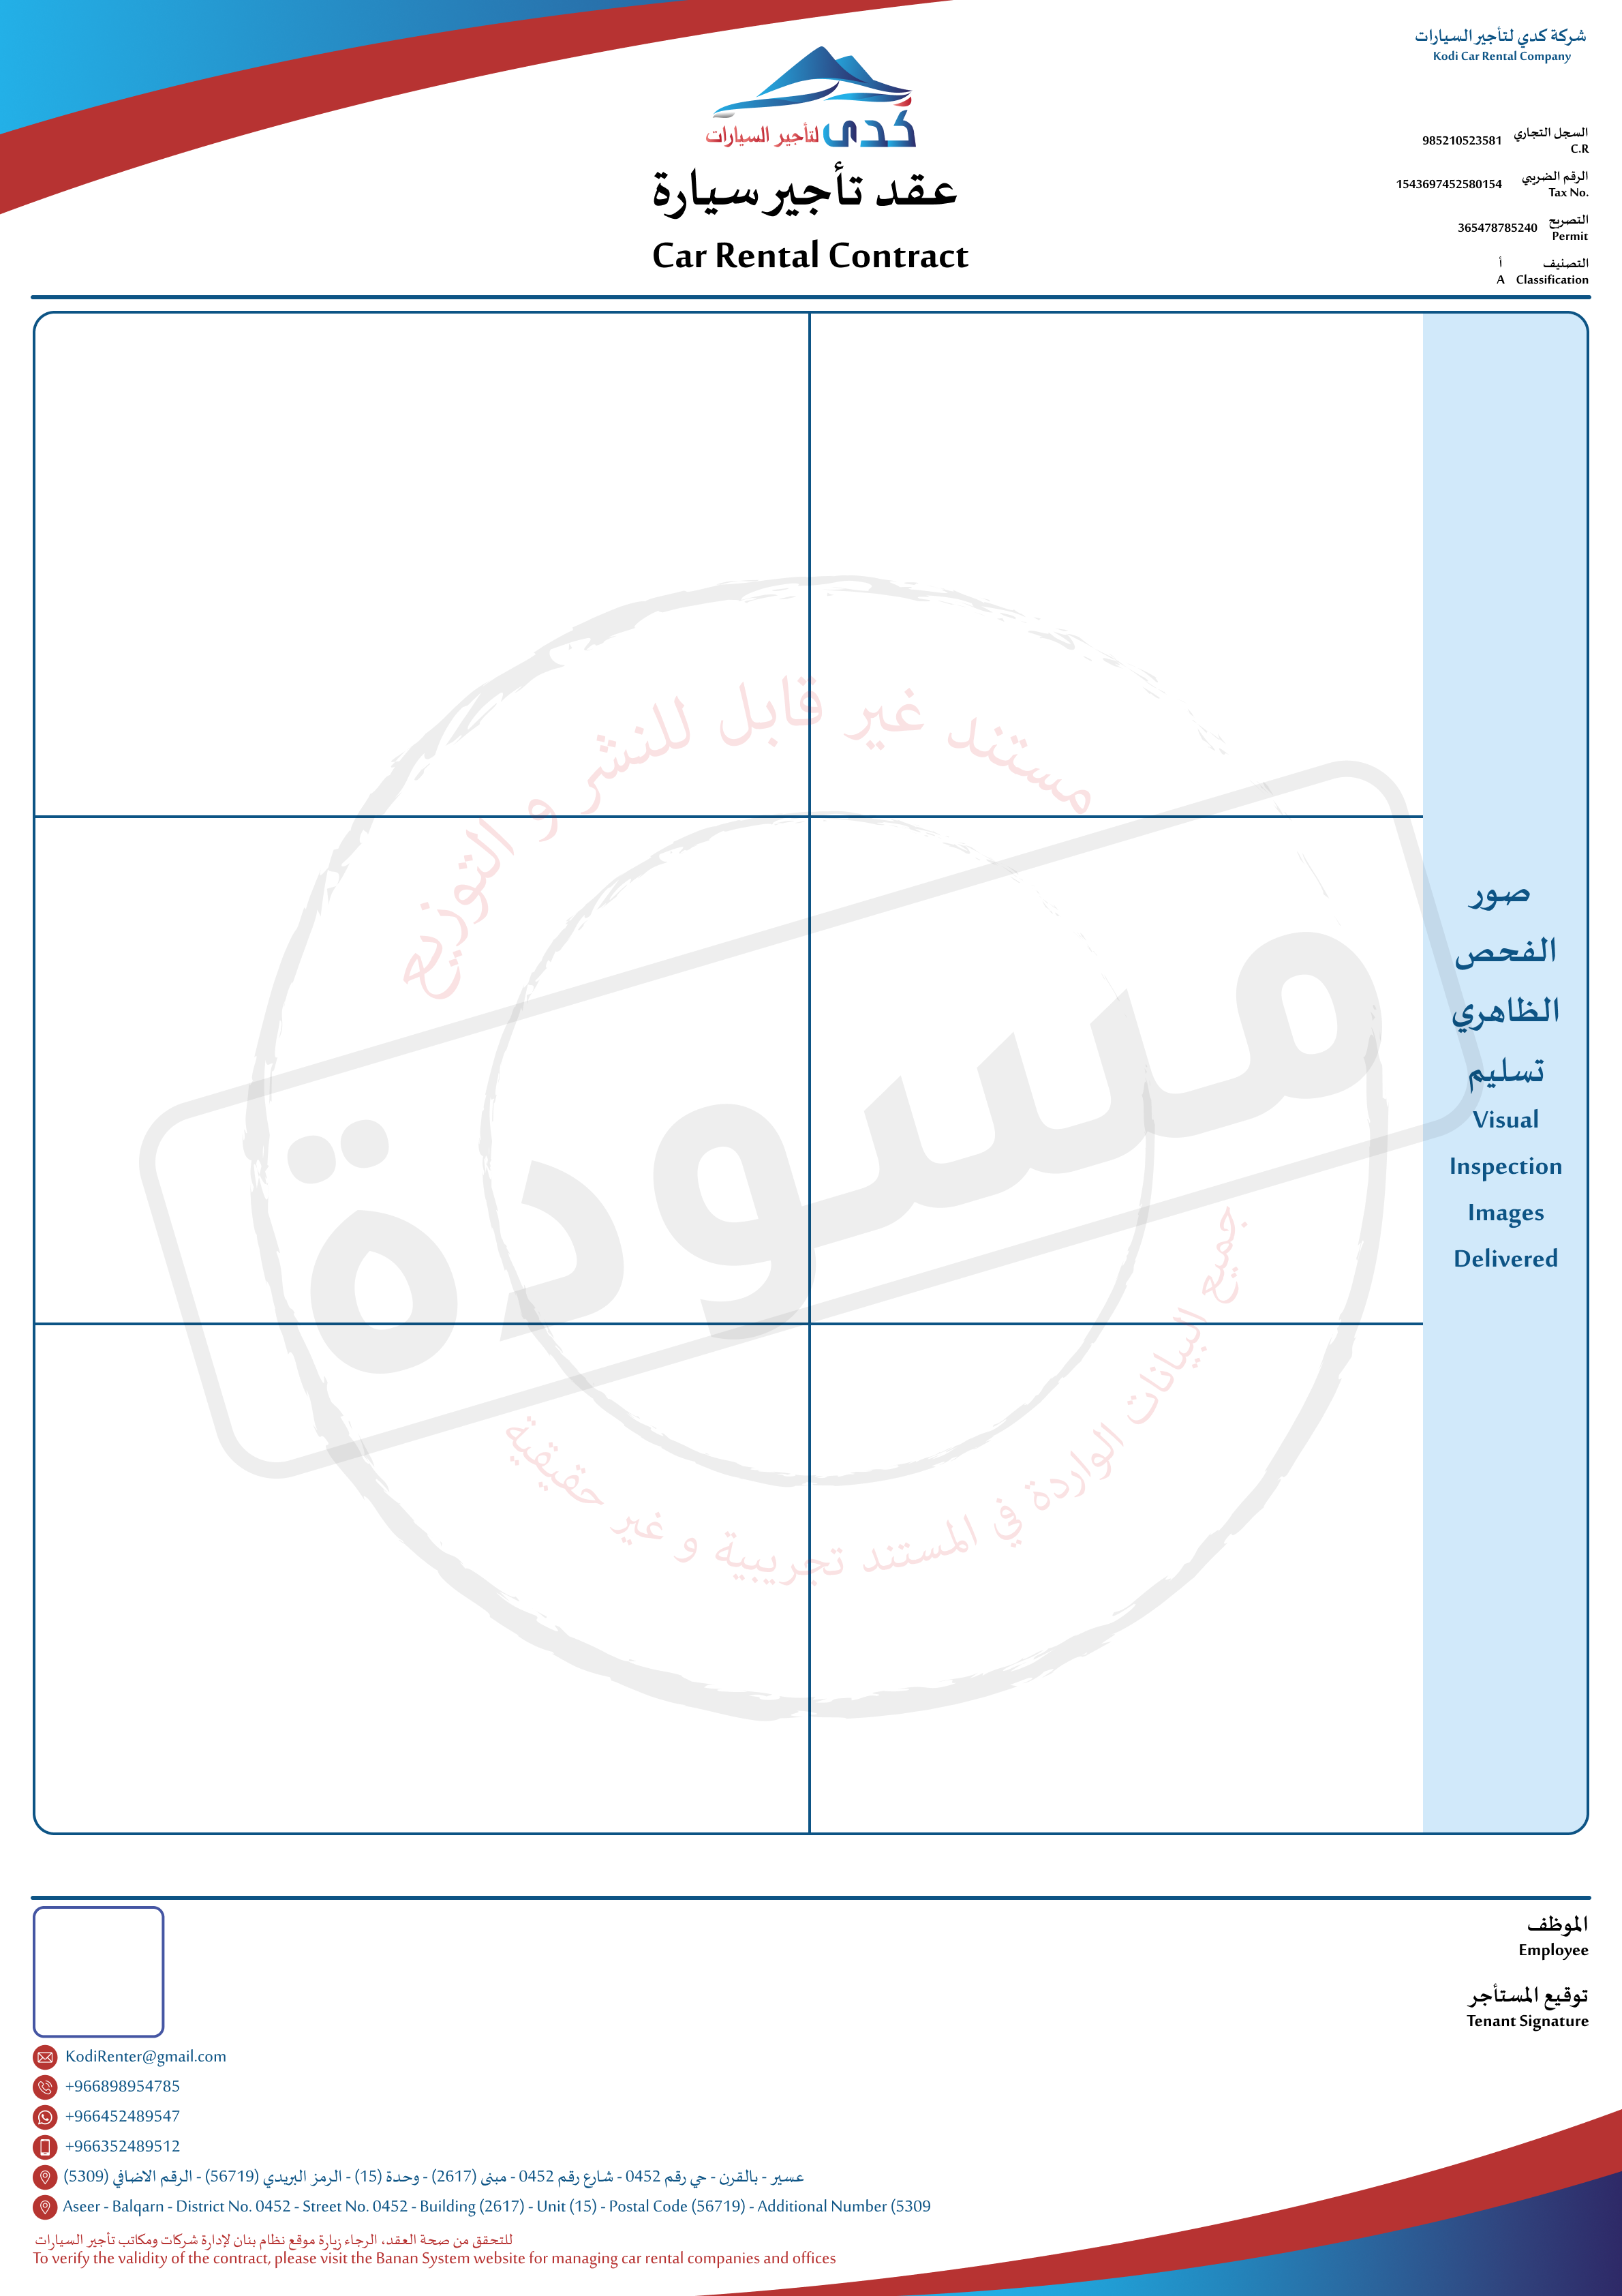 شركة كدي لتأجير السيارات
Kodi Car Rental Company
كدي لتأجير السيارات
عقد تأجير سيارة
Car Rental Contract
السجل التجاري 985210523581
C.R
الرقم الضريبي 1543697452580154
Tax No.
التصريح 365478785240
Permit
التصنيف أ
Classification A
مستند غير قابل للنشر و التوزيع
مسودة
جميع البيانات الواردة في المستند تجريبية و غير حقيقية
صور
الفحص
الظاهري
تسليم
Visual
Inspection
Images
Delivered
الموظف
Employee
توقيع المستأجر
Tenant Signature
KodiRenter@gmail.com
+966898954785
+966452489547
+966352489512
عسير - بالقرن - حي رقم 0452 - شارع رقم 0452 - مبنى (2617) - وحدة (15) - الرمز البريدي (56719) - الرقم الاضافي (5309)
Aseer - Balqarn - District No. 0452 - Street No. 0452 - Building (2617) - Unit (15) - Postal Code (56719) - Additional Number (5309
للتحقق من صحة العقد، الرجاء زيارة موقع نظام بنان لإدارة شركات ومكاتب تأجير السيارات
To verify the validity of the contract, please visit the Banan System website for managing car rental companies and offices